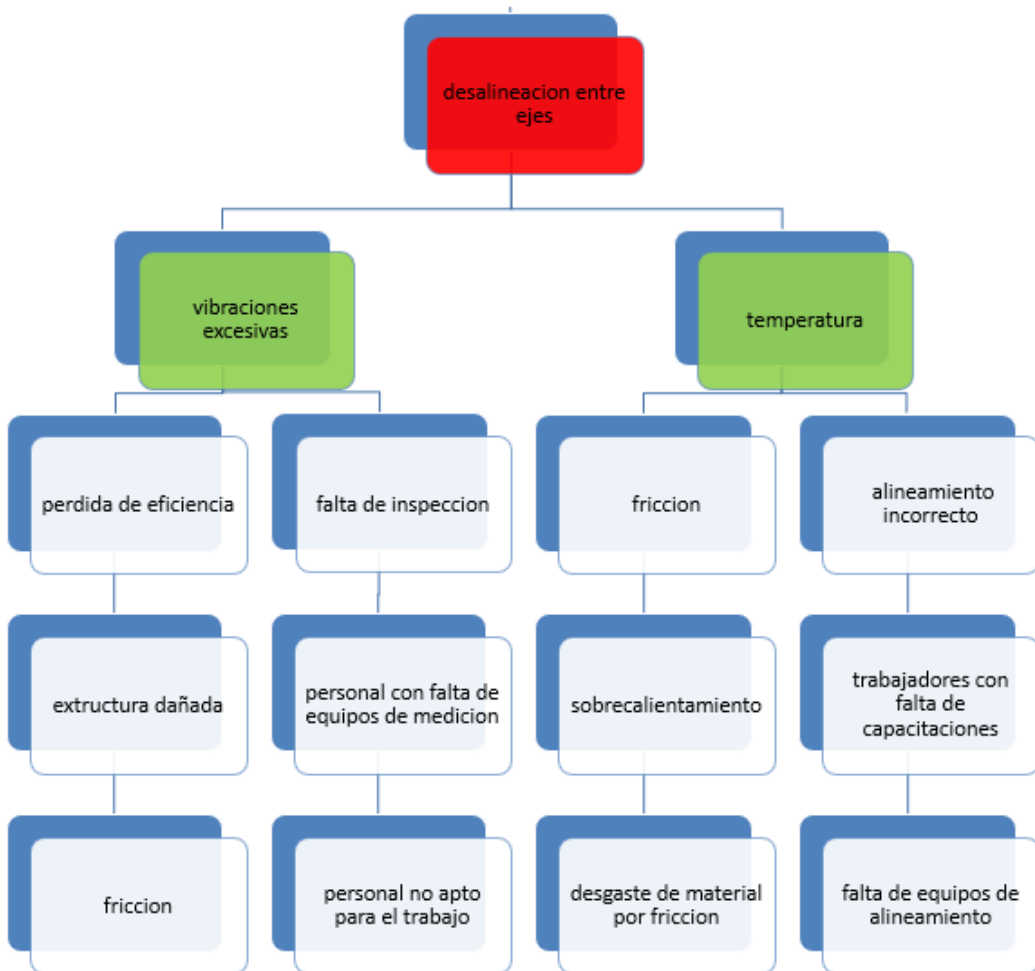 desalineacion entre
ejes
vibraciones
excesivas
temperatura
perdida de eficiencia
falta de inspeccion
friccion
alineamiento
incorrecto
extructura dañada
personal con falta de
equipos de medicion
sobrecalientamiento
trabajadores con
falta de
capacitaciones
friccion
personal no apto
para el trabajo
desgaste de material
por friccion
falta de equipos de
alineamiento